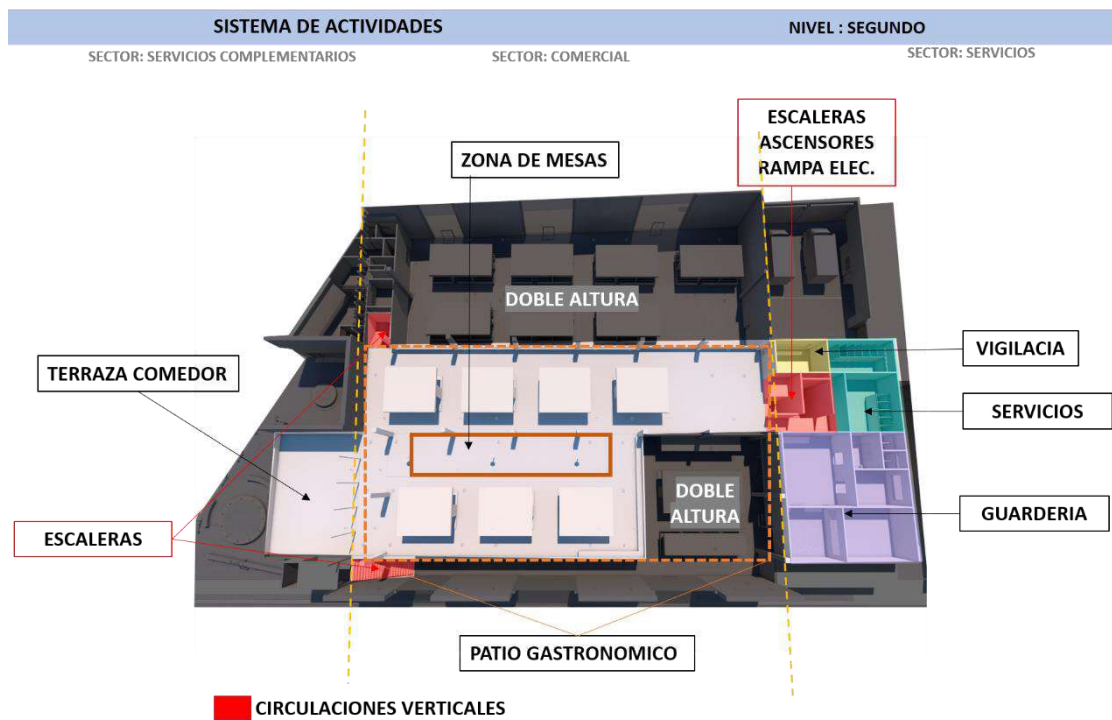 SISTEMA DE ACTIVIDADES
NIVEL : SEGUNDO
SECTOR: SERVICIOS COMPLEMENTARIOS
SECTOR: COMERCIAL
SECTOR: SERVICIOS
ESCALERAS
ASCENSORES
RAMPA ELEC.
ZONA DE MESAS
DOBLE ALTURA
VIGILACIA
TERRAZA COMEDOR
SERVICIOS
DOBLE
ALTURA
GUARDERIA
ESCALERAS
PATIO GASTRONOMICO
CIRCULACIONES VERTICALES